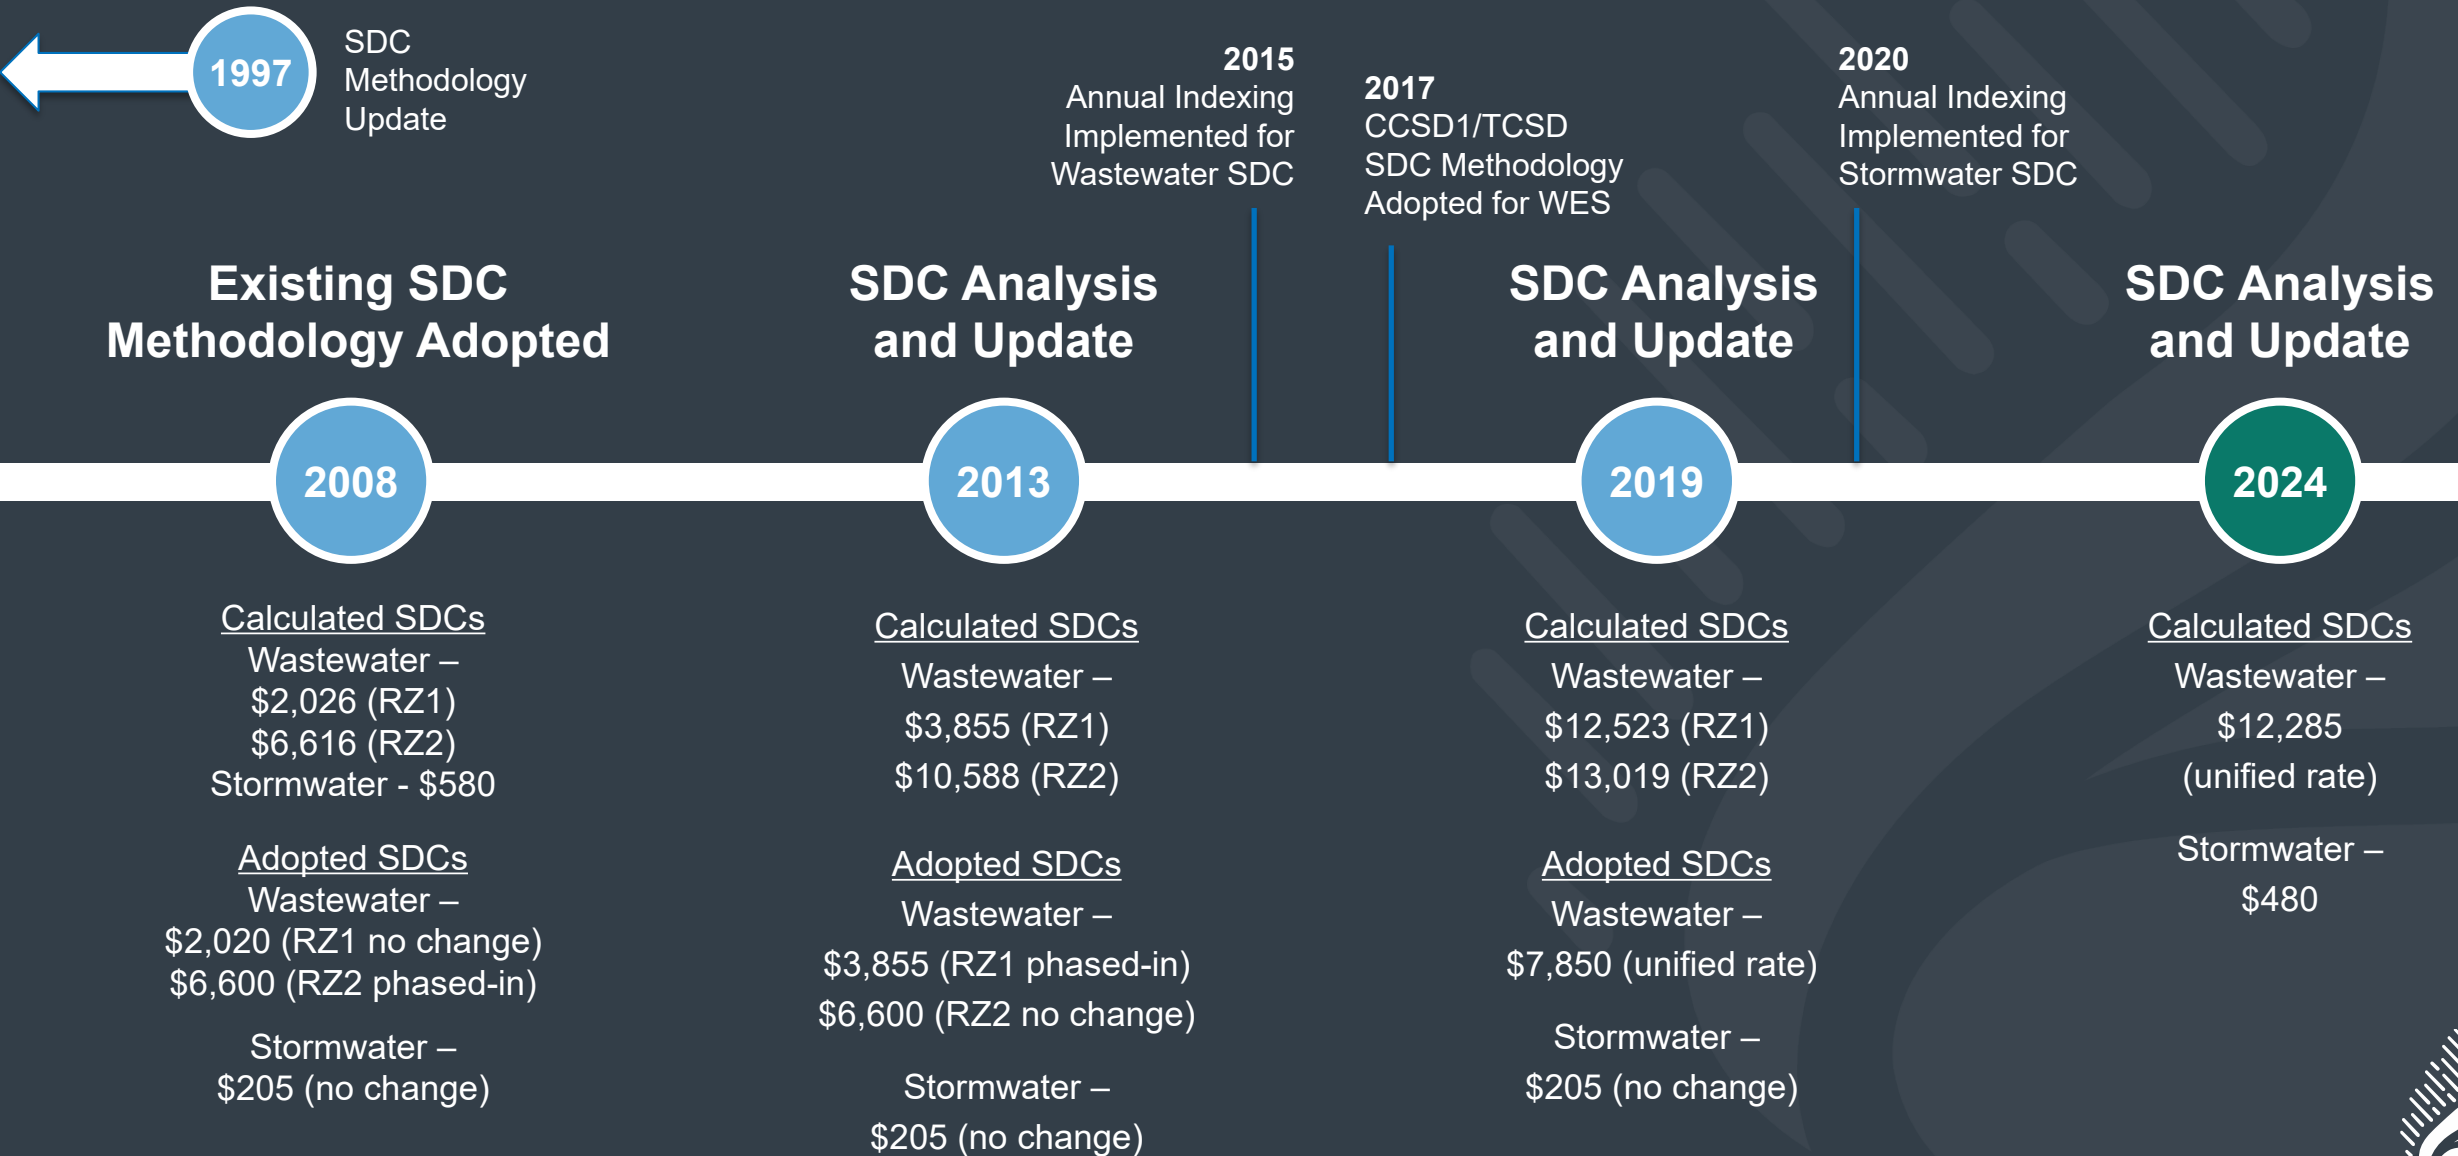 1997
SDC
Methodology
Update
2015
Annual Indexing
Implemented for
Wastewater SDC
2017
CCSD1/TCSD
SDC Methodology
Adopted for WES
2020
Annual Indexing
Implemented for
Stormwater SDC
Existing SDC
Methodology Adopted
2008
Calculated SDCs
Wastewater –
$2,026 (RZ1)
$6,616 (RZ2)
Stormwater - $580
Adopted SDCs
Wastewater –
$2,020 (RZ1 no change)
$6,600 (RZ2 phased-in)
Stormwater –
$205 (no change)
SDC Analysis
and Update
2013
Calculated SDCs
Wastewater –
$3,855 (RZ1)
$10,588 (RZ2)
Adopted SDCs
Wastewater –
$3,855 (RZ1 phased-in)
$6,600 (RZ2 no change)
Stormwater –
$205 (no change)
SDC Analysis
and Update
2019
Calculated SDCs
Wastewater –
$12,523 (RZ1)
$13,019 (RZ2)
Adopted SDCs
Wastewater –
$7,850 (unified rate)
Stormwater –
$205 (no change)
SDC Analysis
and Update
2024
Calculated SDCs
Wastewater –
$12,285
(unified rate)
Stormwater –
$480